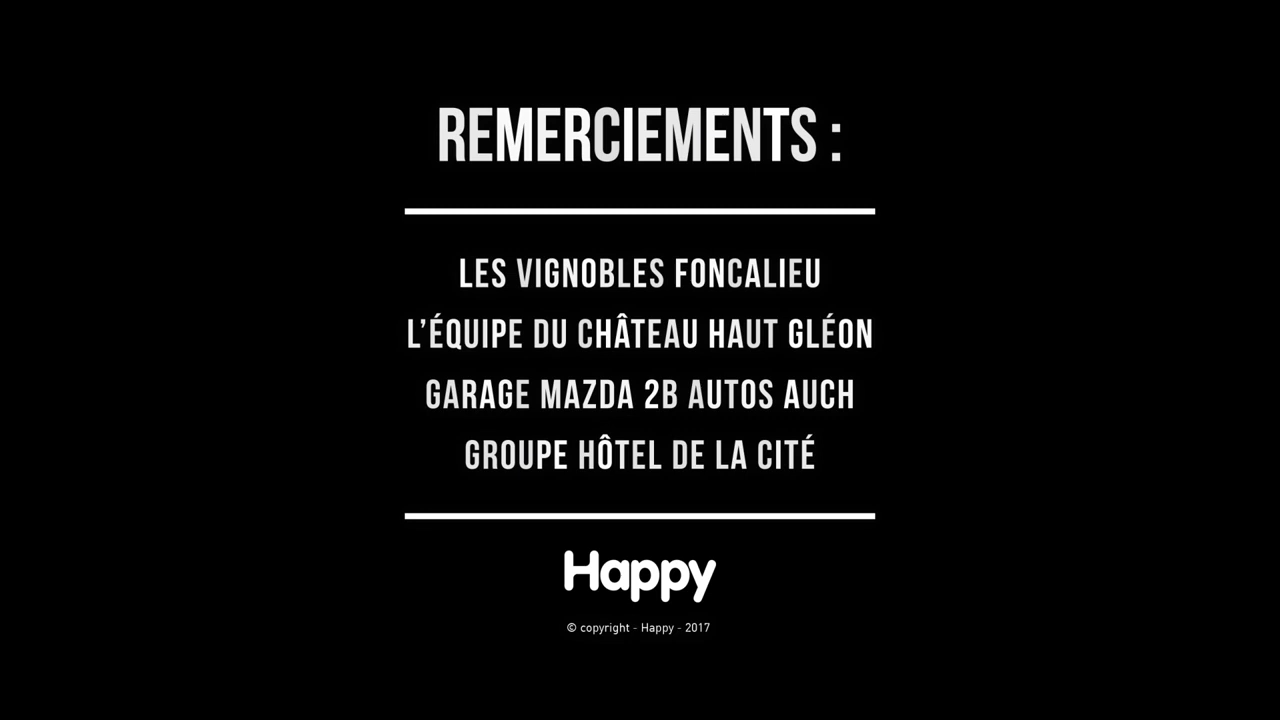 REMERCIEMENTS :
LES VIGNOBLES FONCALIEU
L’ÉQUIPE DU CHÂTEAU HAUT GLÉON
GARAGE MAZDA 2B AUTOS AUCH
GROUPE HÔTEL DE LA CITÉ
Happy
© copyright - Happy - 2017